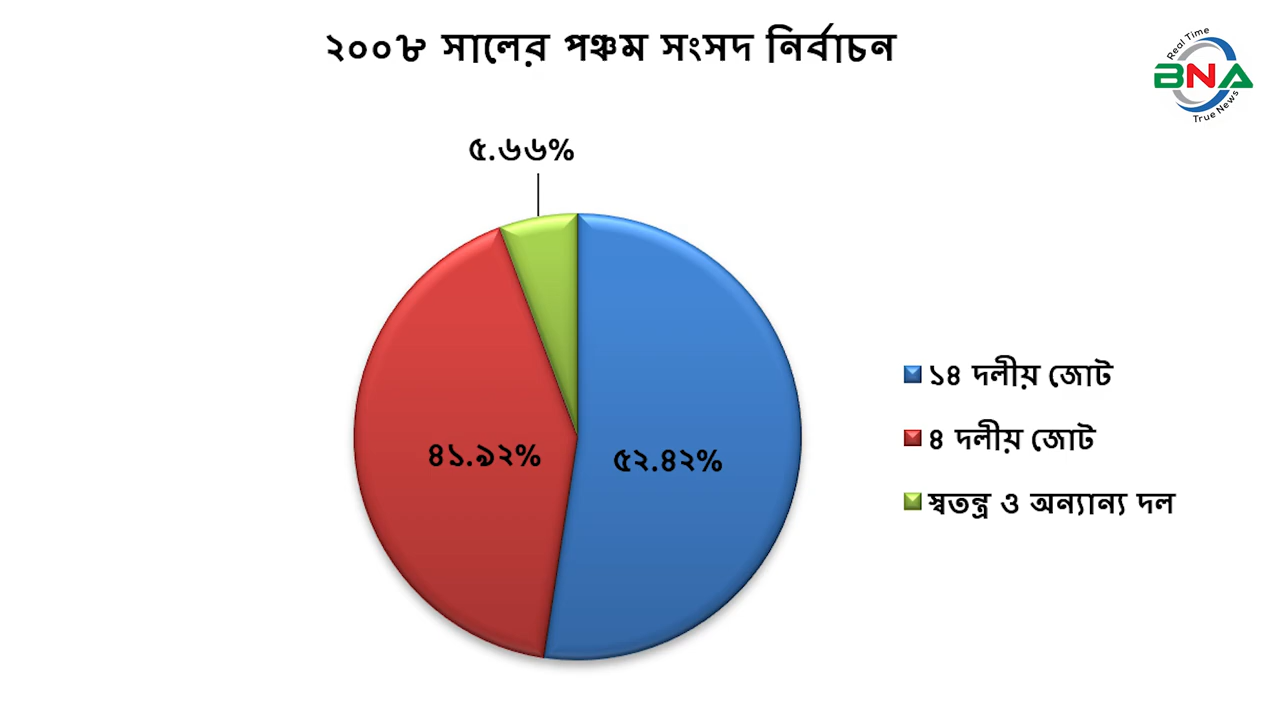 ২০০৮ সালের পঞ্চম সংসদ নির্বাচন
Real Time
BNA
True News
৫.৬৬%
৪১.৯২%
৫২.৪২%
১৪ দলীয় জোট
৪ দলীয় জোট
স্বতন্ত্র ও অন্যান্য দল